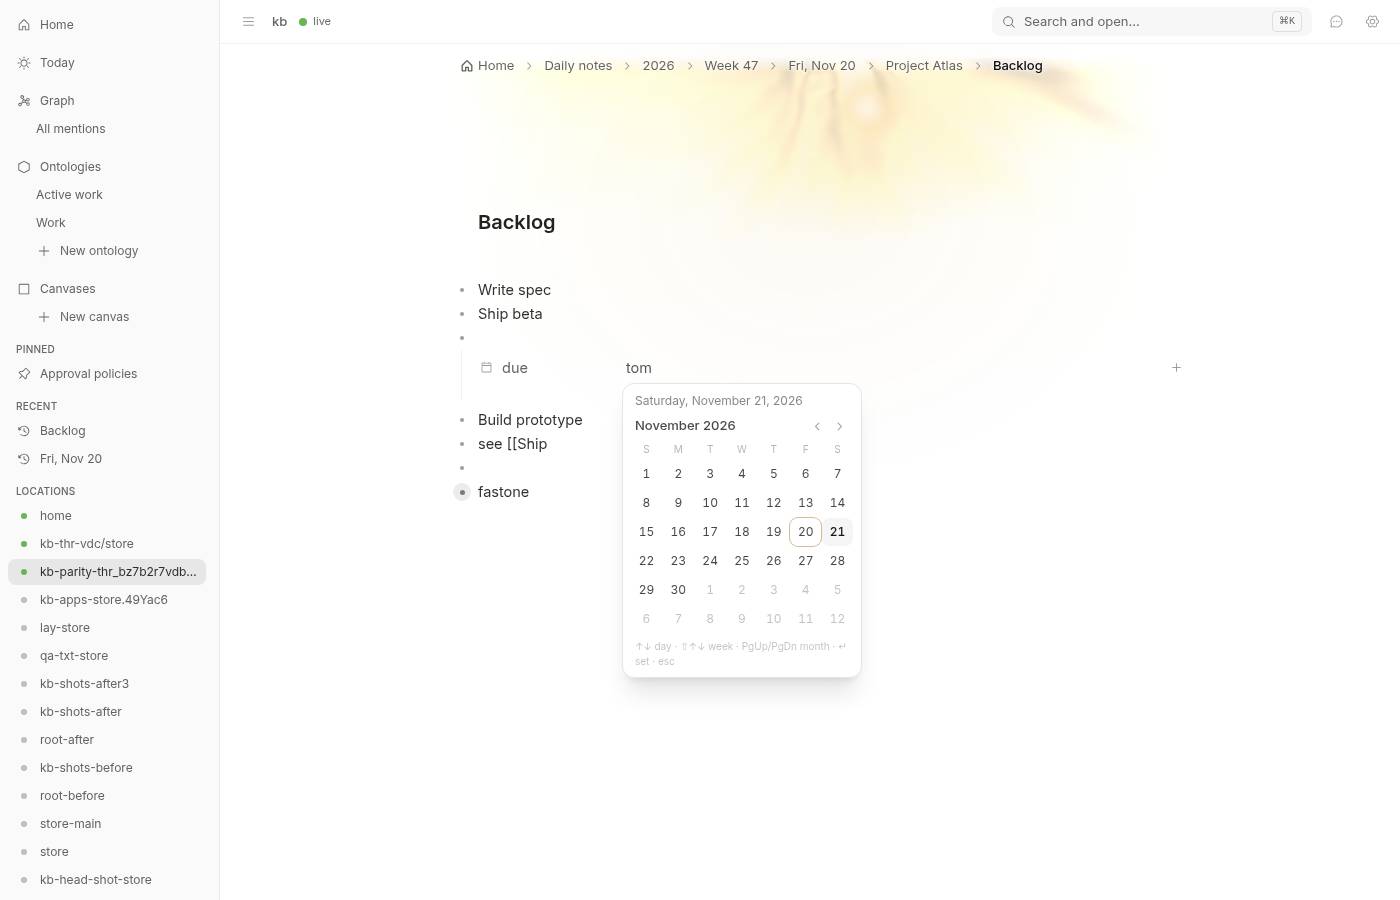 Home
Today
Graph
All mentions
Ontologies
Active work
Work
New ontology
Canvases
New canvas
PINNED
Approval policies
RECENT
Backlog
Fri, Nov 20
LOCATIONS
home
kb-thr-vdc/store
kb-parity-thr_bz7b2r7vdb...
kb-apps-store.49Yac6
lay-store
qa-txt-store
kb-shots-after3
kb-shots-after
root-after
kb-shots-before
root-before
store-main
store
kb-head-shot-store
kb live
Search and open... ⌘K
Home > Daily notes > 2026 > Week 47 > Fri, Nov 20 > Project Atlas > Backlog
Backlog
Write spec
Ship beta
due tom
Saturday, November 21, 2026
November 2026
S M T W T F S
1 2 3 4 5 6 7
8 9 10 11 12 13 14
15 16 17 18 19 20 21
22 23 24 25 26 27 28
29 30 1 2 3 4 5
6 7 8 9 10 11 12
↑↓ day · ⇧↑↓ week · PgUp/PgDn month · ↵
set · esc
Build prototype
see [[Ship
fastone